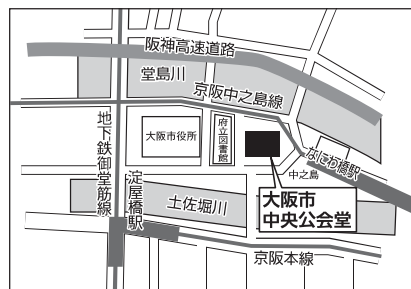 阪神高速道路
堂島川
京阪中之島線
地下鉄御堂筋線
大阪市役所
府立図書館
なにわ橋駅
中之島
淀屋橋駅
土佐堀川
大阪市
中央公会堂
京阪本線